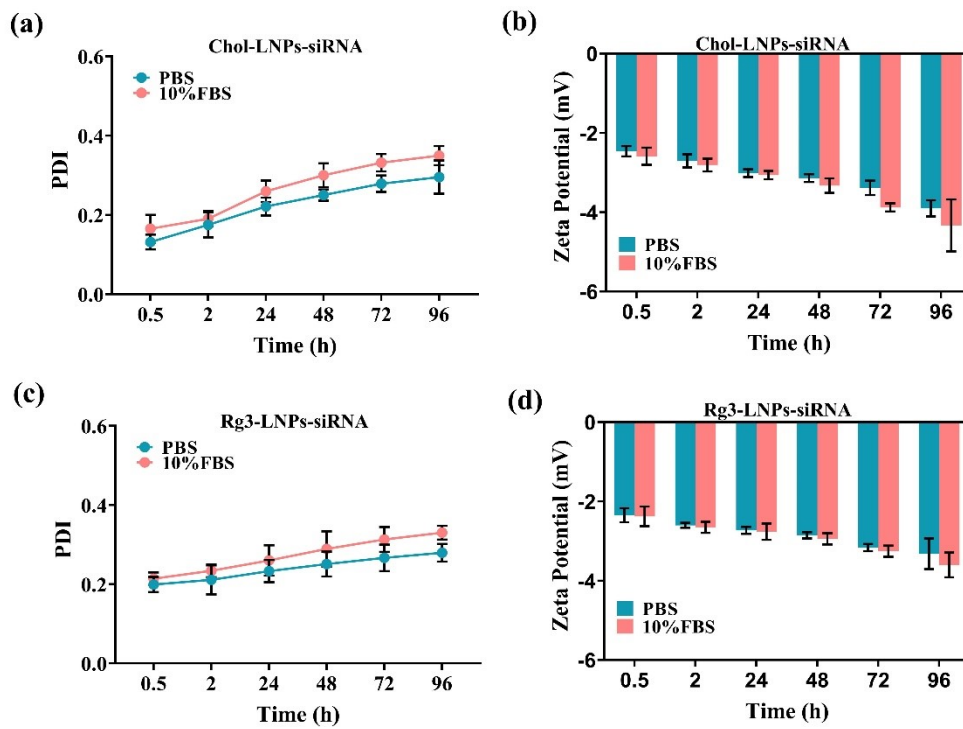 (a)
Chol-LNPs-siRNA
PBS
10%FBS
PDI
0.6
0.4
0.2
0.0
0.5 2 24 48 72 96
Time (h)
(b)
Chol-LNPs-siRNA
Zeta Potential (mV)
0
-2
-4
-6
PBS
10%FBS
0.5 2 24 48 72 96
Time (h)
(c)
Rg3-LNPs-siRNA
PBS
10%FBS
PDI
0.6
0.4
0.2
0.0
0.5 2 24 48 72 96
Time (h)
(d)
Rg3-LNPs-siRNA
Zeta Potential (mV)
0
-2
-4
-6
PBS
10%FBS
0.5 2 24 48 72 96
Time (h)